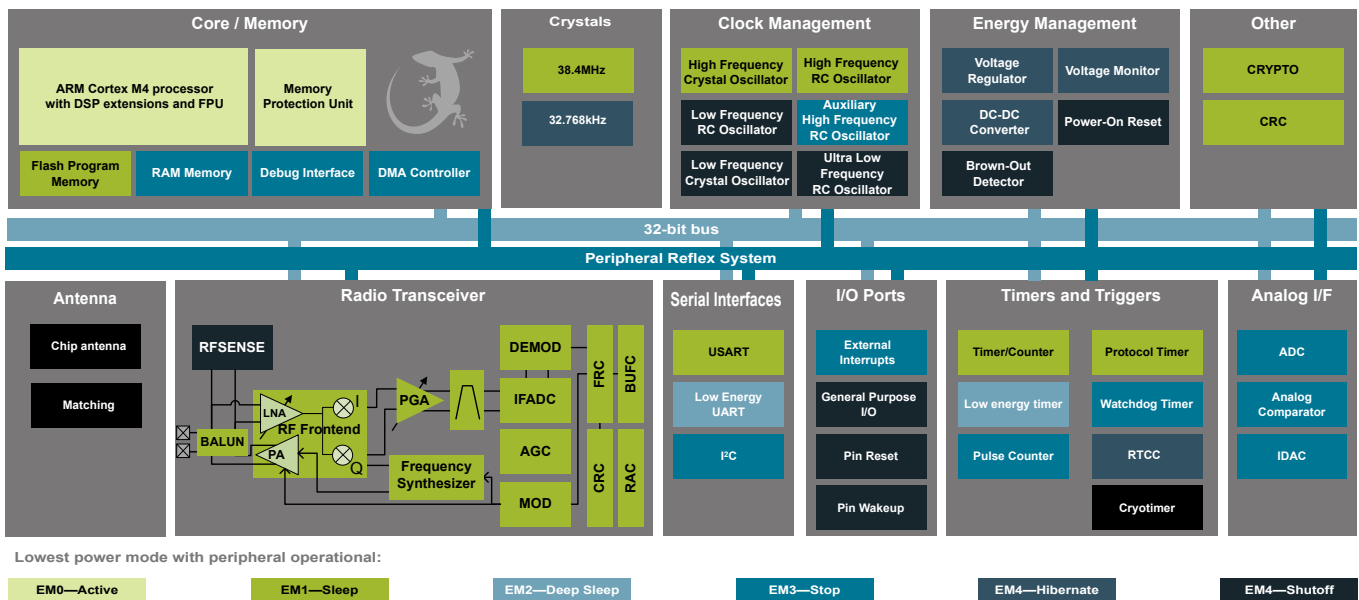 Core / Memory
ARM Cortex M4 processor
with DSP extensions and FPU
Memory
Protection Unit
Flash Program
Memory
RAM Memory
Debug Interface
DMA Controller
Crystals
38.4MHz
32.768kHz
Clock Management
High Frequency
Crystal Oscillator
High Frequency
RC Oscillator
Low Frequency
RC Oscillator
Auxiliary
High Frequency
RC Oscillator
Low Frequency
Crystal Oscillator
Ultra Low
Frequency
RC Oscillator
Energy Management
Voltage
Regulator
Voltage Monitor
DC-DC
Converter
Power-On Reset
Brown-Out
Detector
Other
CRYPTO
CRC
32-bit bus
Peripheral Reflex System
Antenna
Chip antenna
Matching
Radio Transceiver
RFSENSE
BALUN
LNA
RF Frontend
PA
I
Q
PGA
Frequency
Synthesizer
DEMOD
IFADC
AGC
MOD
FRC
BUFC
CRC
RAC
Serial Interfaces
USART
Low Energy
UART
I²C
I/O Ports
External
Interrupts
General Purpose
I/O
Pin Reset
Pin Wakeup
Timers and Triggers
Timer/Counter
Protocol Timer
Low energy timer
Watchdog Timer
Pulse Counter
RTCC
Cryotimer
Analog I/F
ADC
Analog
Comparator
IDAC
Lowest power mode with peripheral operational:
EM0—Active
EM1—Sleep
EM2—Deep Sleep
EM3—Stop
EM4—Hibernate
EM4—Shutoff